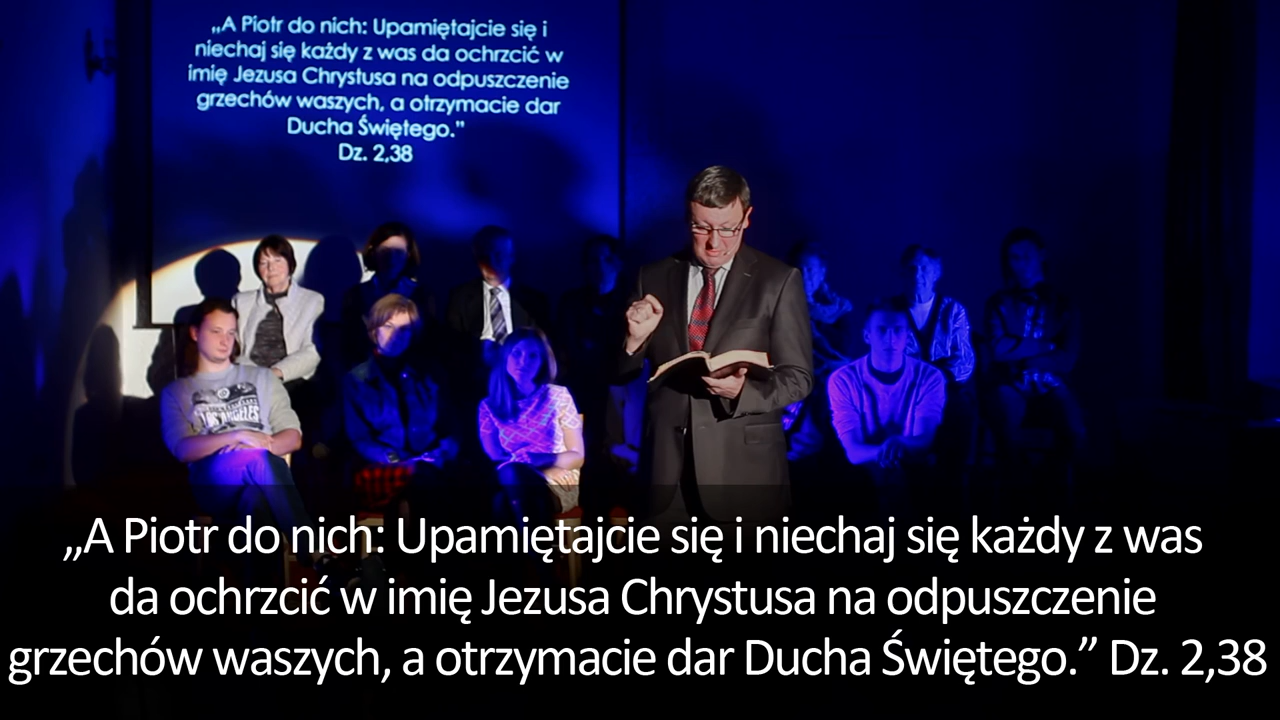 „A Piotr do nich: Upamiętajcie się i
niechaj się każdy z was da ochrzcić w
imię Jezusa Chrystusa na odpuszczenie
grzechów waszych, a otrzymacie dar
Ducha Świętego.”
Dz. 2,38
LOS ANGELES
„A Piotr do nich: Upamiętajcie się i niechaj się każdy z was
da ochrzcić w imię Jezusa Chrystusa na odpuszczenie
grzechów waszych, a otrzymacie dar Ducha Świętego.” Dz. 2,38